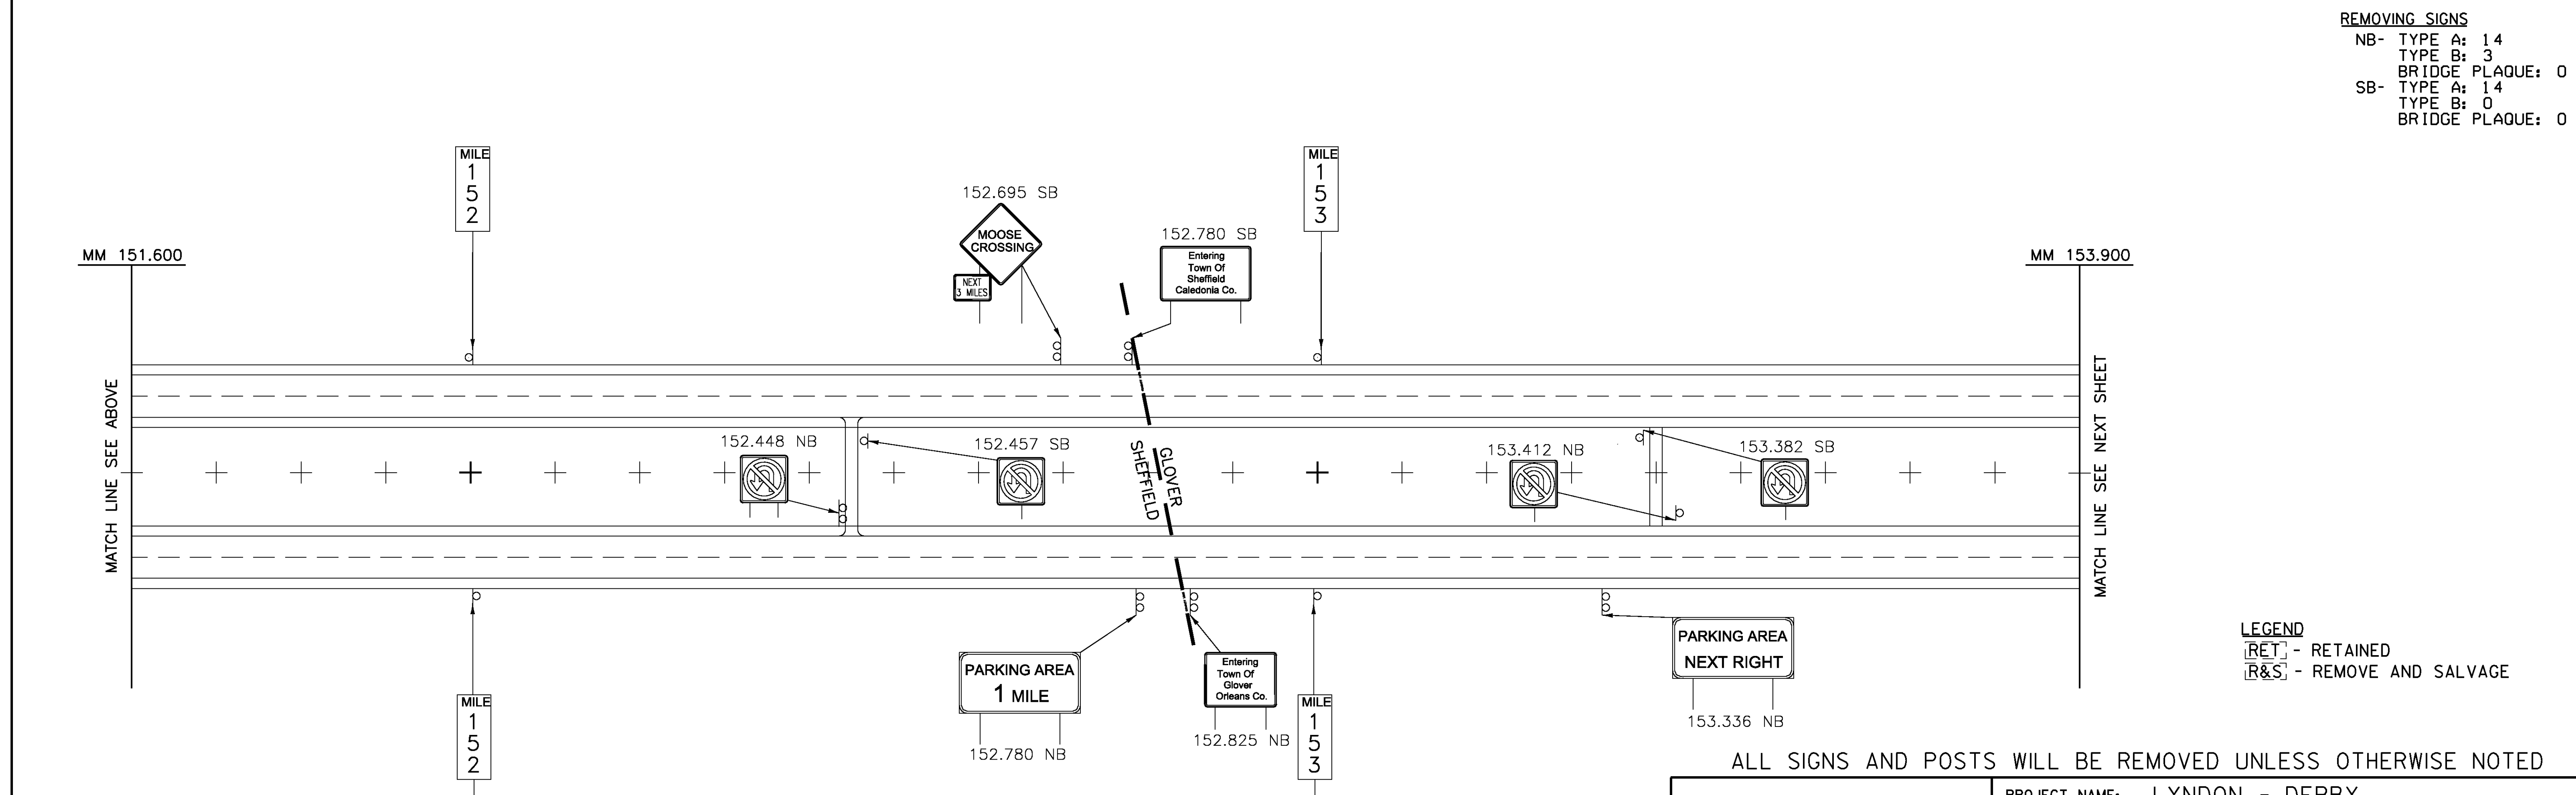 REMOVING SIGNS
NB- TYPE A: 14
TYPE B: 3
BRIDGE PLAQUE: 0
SB- TYPE A: 14
TYPE B: 0
BRIDGE PLAQUE: 0
MILE
1
5
2
MILE
1
5
3
152.695 SB
MOOSE
CROSSING
NEXT
3 MILES
152.780 SB
Entering
Town Of
Sheffield
Caledonia Co.
MM 151.600
MM 153.900
MATCH LINE SEE ABOVE
152.448 NB
152.457 SB
GLOVER
SHEFFIELD
153.412 NB
153.382 SB
MATCH LINE SEE NEXT SHEET
PARKING AREA
1 MILE
152.780 NB
Entering
Town Of
Glover
Orleans Co.
152.825 NB
PARKING AREA
NEXT RIGHT
153.336 NB
MILE
1
5
2
MILE
1
5
3
LEGEND
RET - RETAINED
R&S - REMOVE AND SALVAGE
ALL SIGNS AND POSTS WILL BE REMOVED UNLESS OTHERWISE NOTED
PROJECT NAME: LYNDON - DERBY